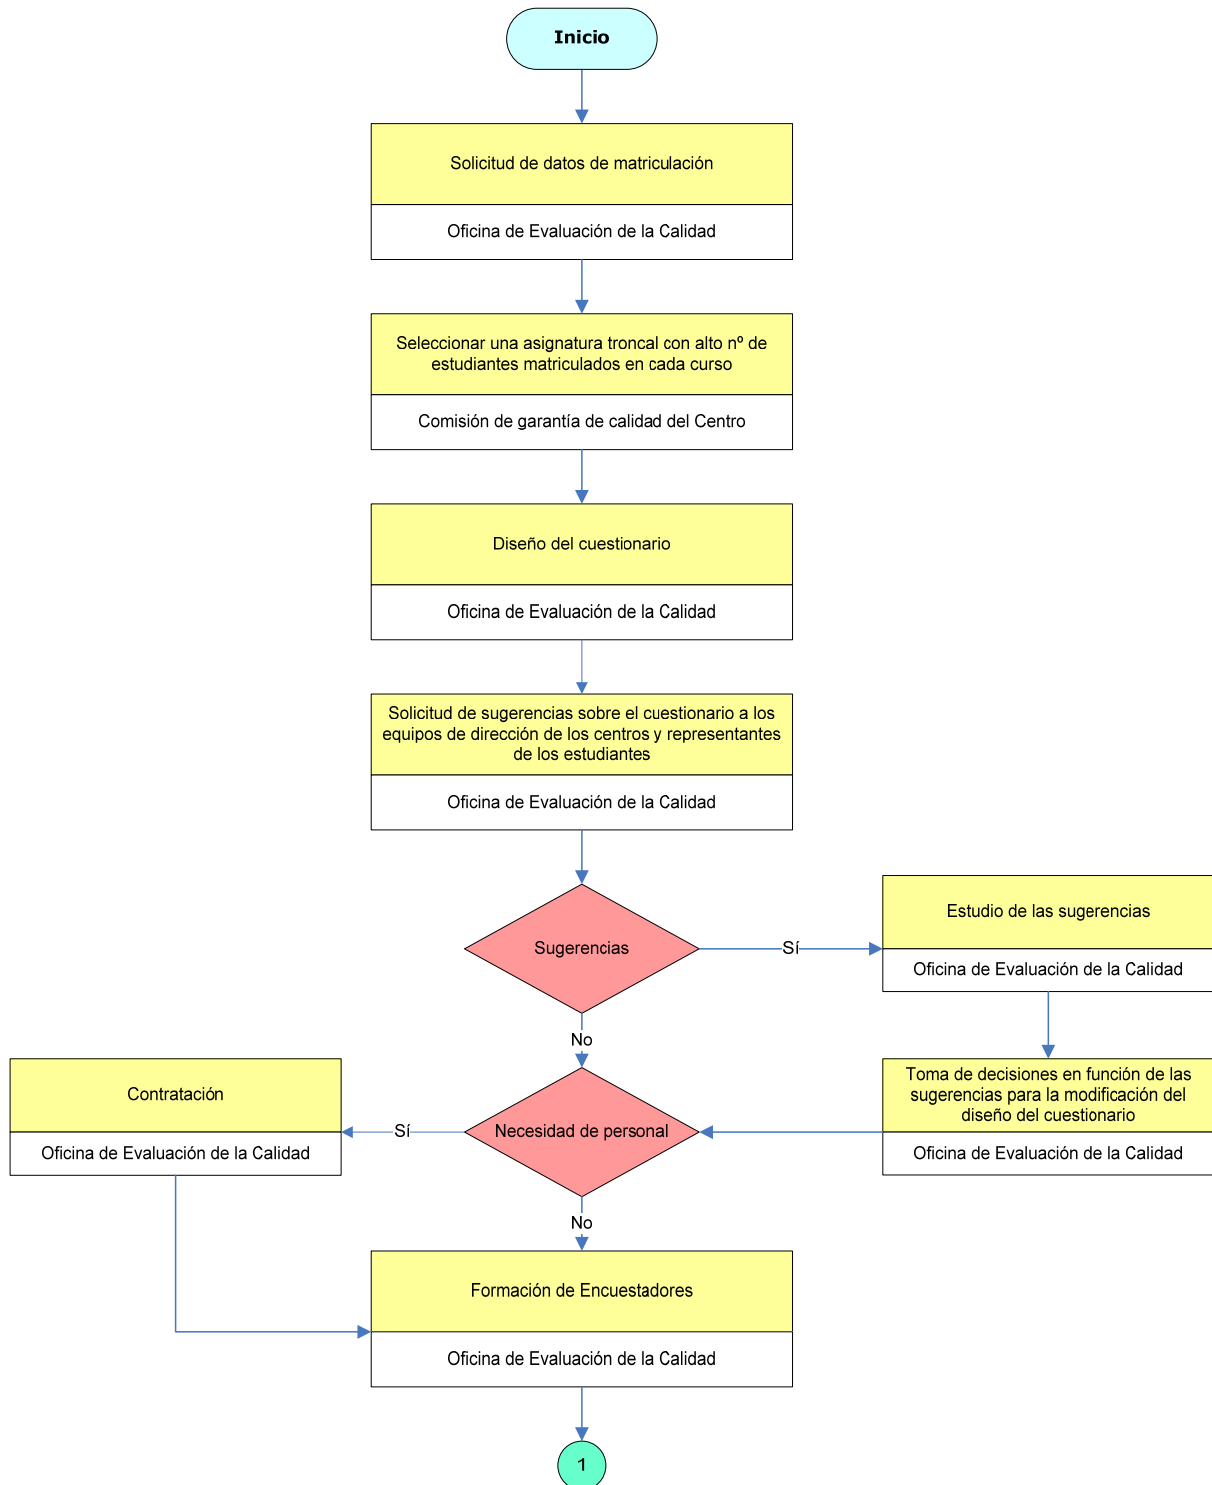 Inicio
Solicitud de datos de matriculación
Oficina de Evaluación de la Calidad
Seleccionar una asignatura troncal con alto nº de
estudiantes matriculados en cada curso
Comisión de garantía de calidad del Centro
Diseño del cuestionario
Oficina de Evaluación de la Calidad
Solicitud de sugerencias sobre el cuestionario a los
equipos de dirección de los centros y representantes
de los estudiantes
Oficina de Evaluación de la Calidad
Sugerencias
Sí
Estudio de las sugerencias
Oficina de Evaluación de la Calidad
No
Toma de decisiones en función de las
sugerencias para la modificación del
diseño del cuestionario
Oficina de Evaluación de la Calidad
Necesidad de personal
Sí
Contratación
Oficina de Evaluación de la Calidad
No
Formación de Encuestadores
Oficina de Evaluación de la Calidad
1